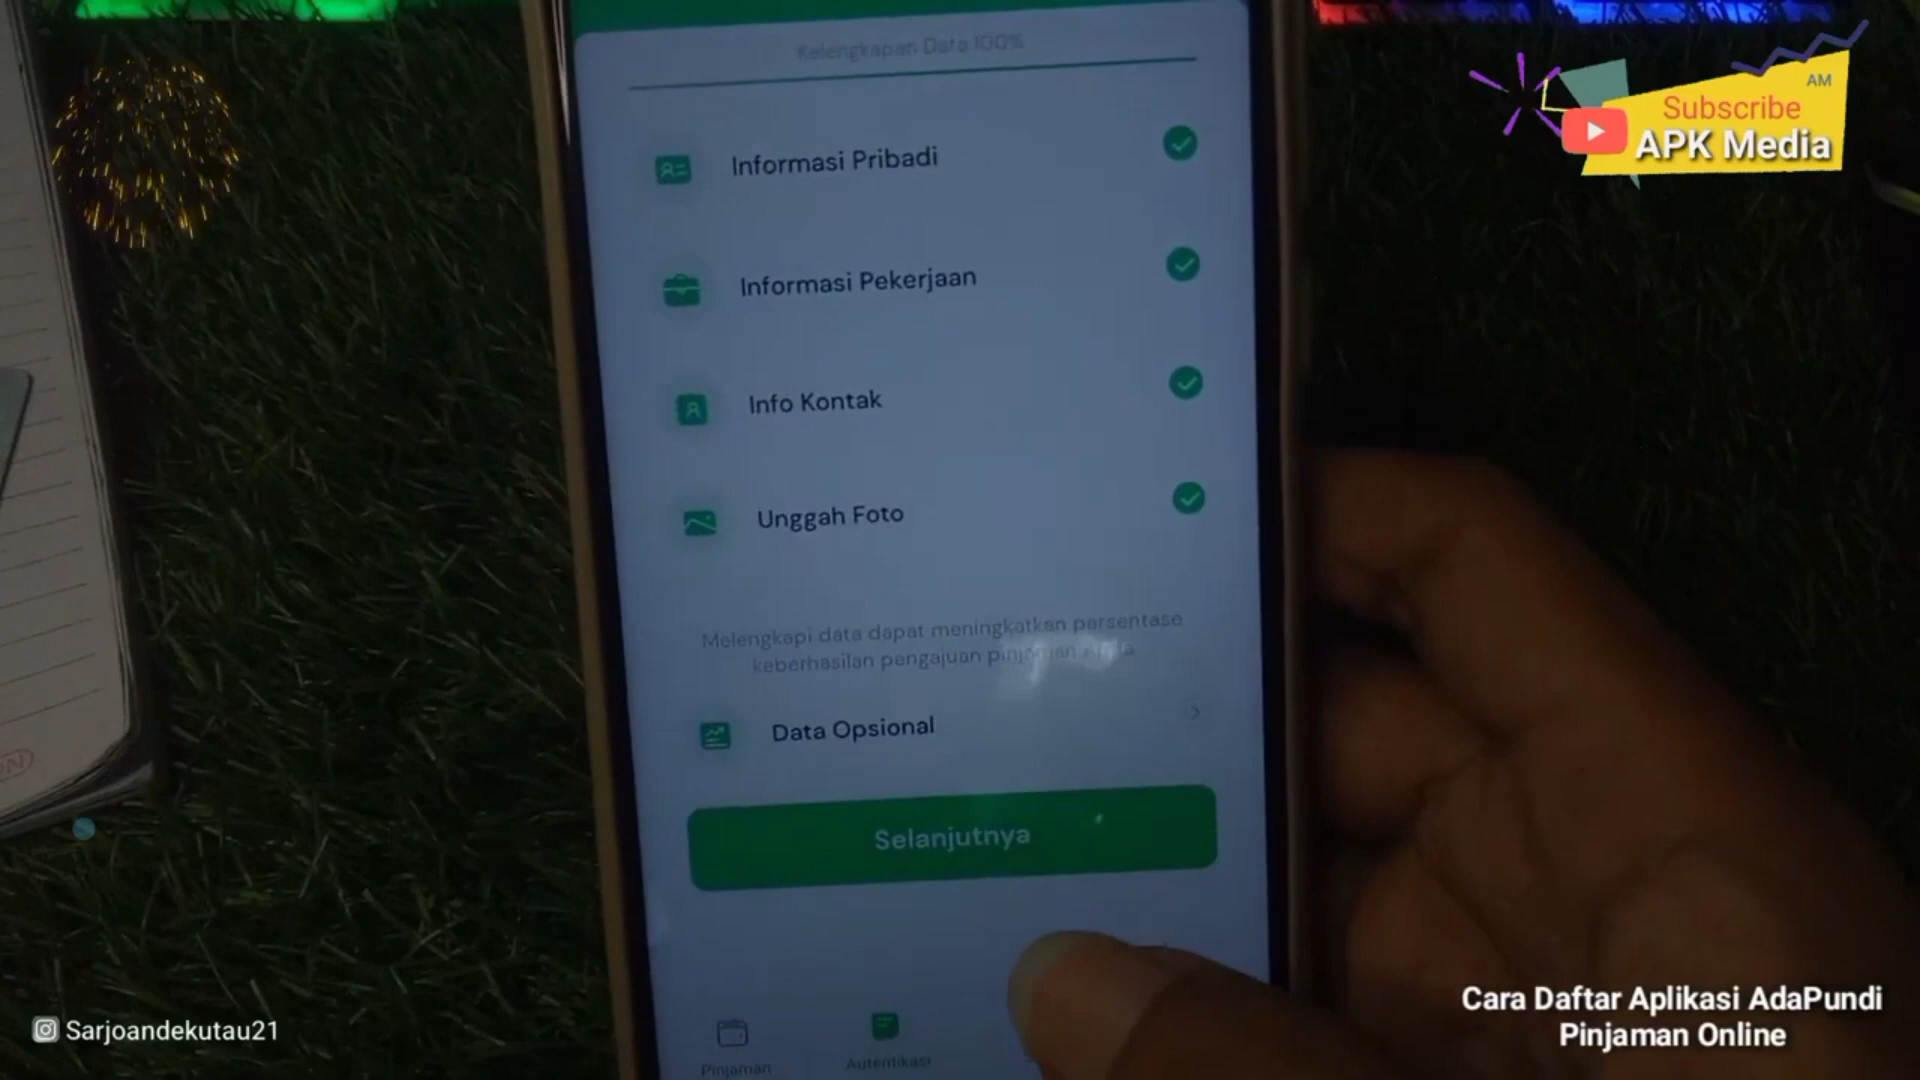 Kelengkapan Data 100%
Informasi Pribadi
Informasi Pekerjaan
Info Kontak
Unggah Foto
Melengkapi data dapat meningkatkan persentase
keberhasilan pengajuan pinjaman
Data Opsional
Selanjutnya
Pinjaman
Autentikasi
AM
Subscribe
APK Media
Sarjoandekutau21
Cara Daftar Aplikasi AdaPundi
Pinjaman Online